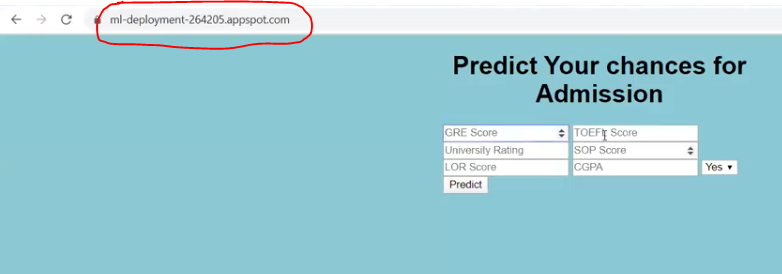 ml-deployment-264205.appspot.com
Predict Your chances for
Admission
GRE Score TOEFL Score
University Rating SOP Score
LOR Score CGPA Yes
Predict